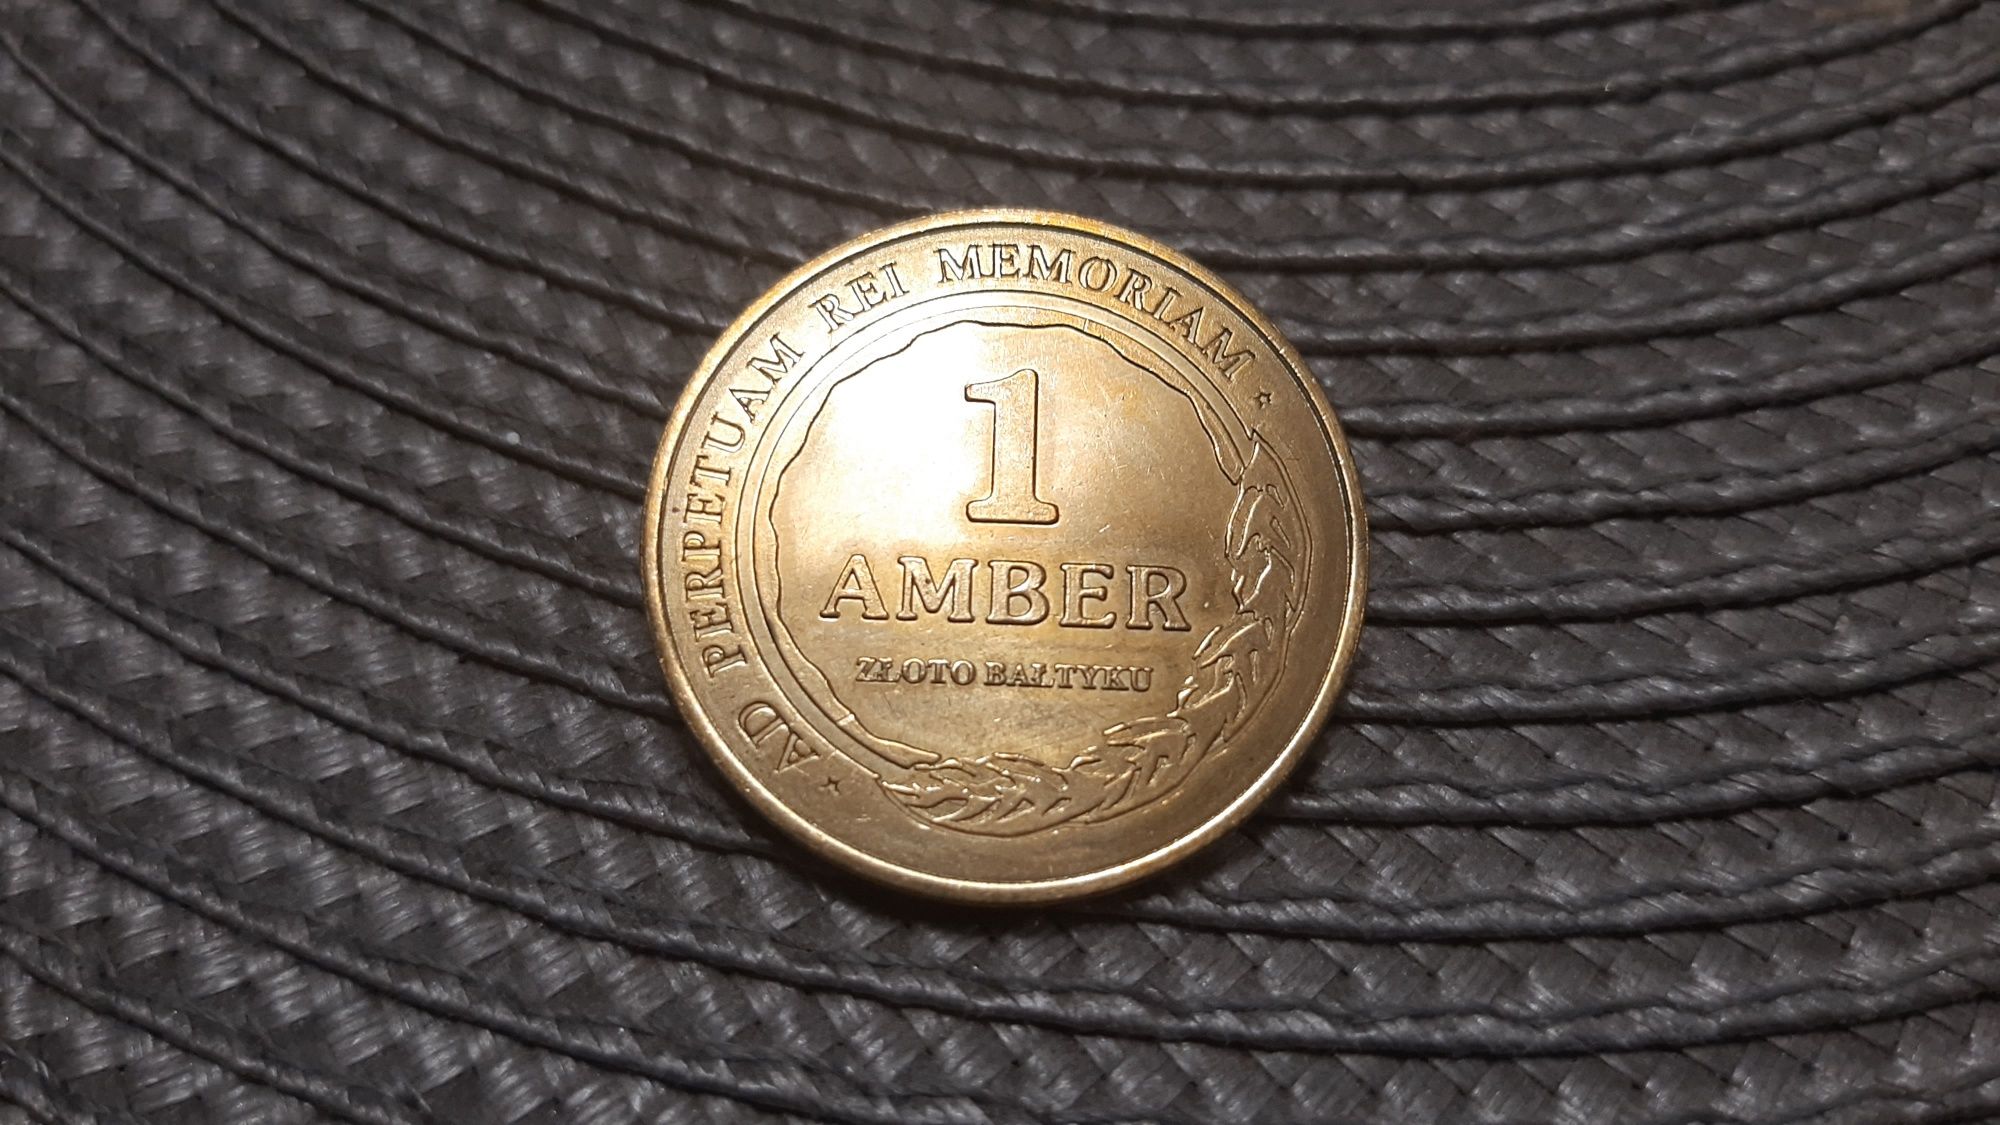 AD PERPETUAM REI MEMORIAM
1
AMBER
ZŁOTO BAŁTYKU